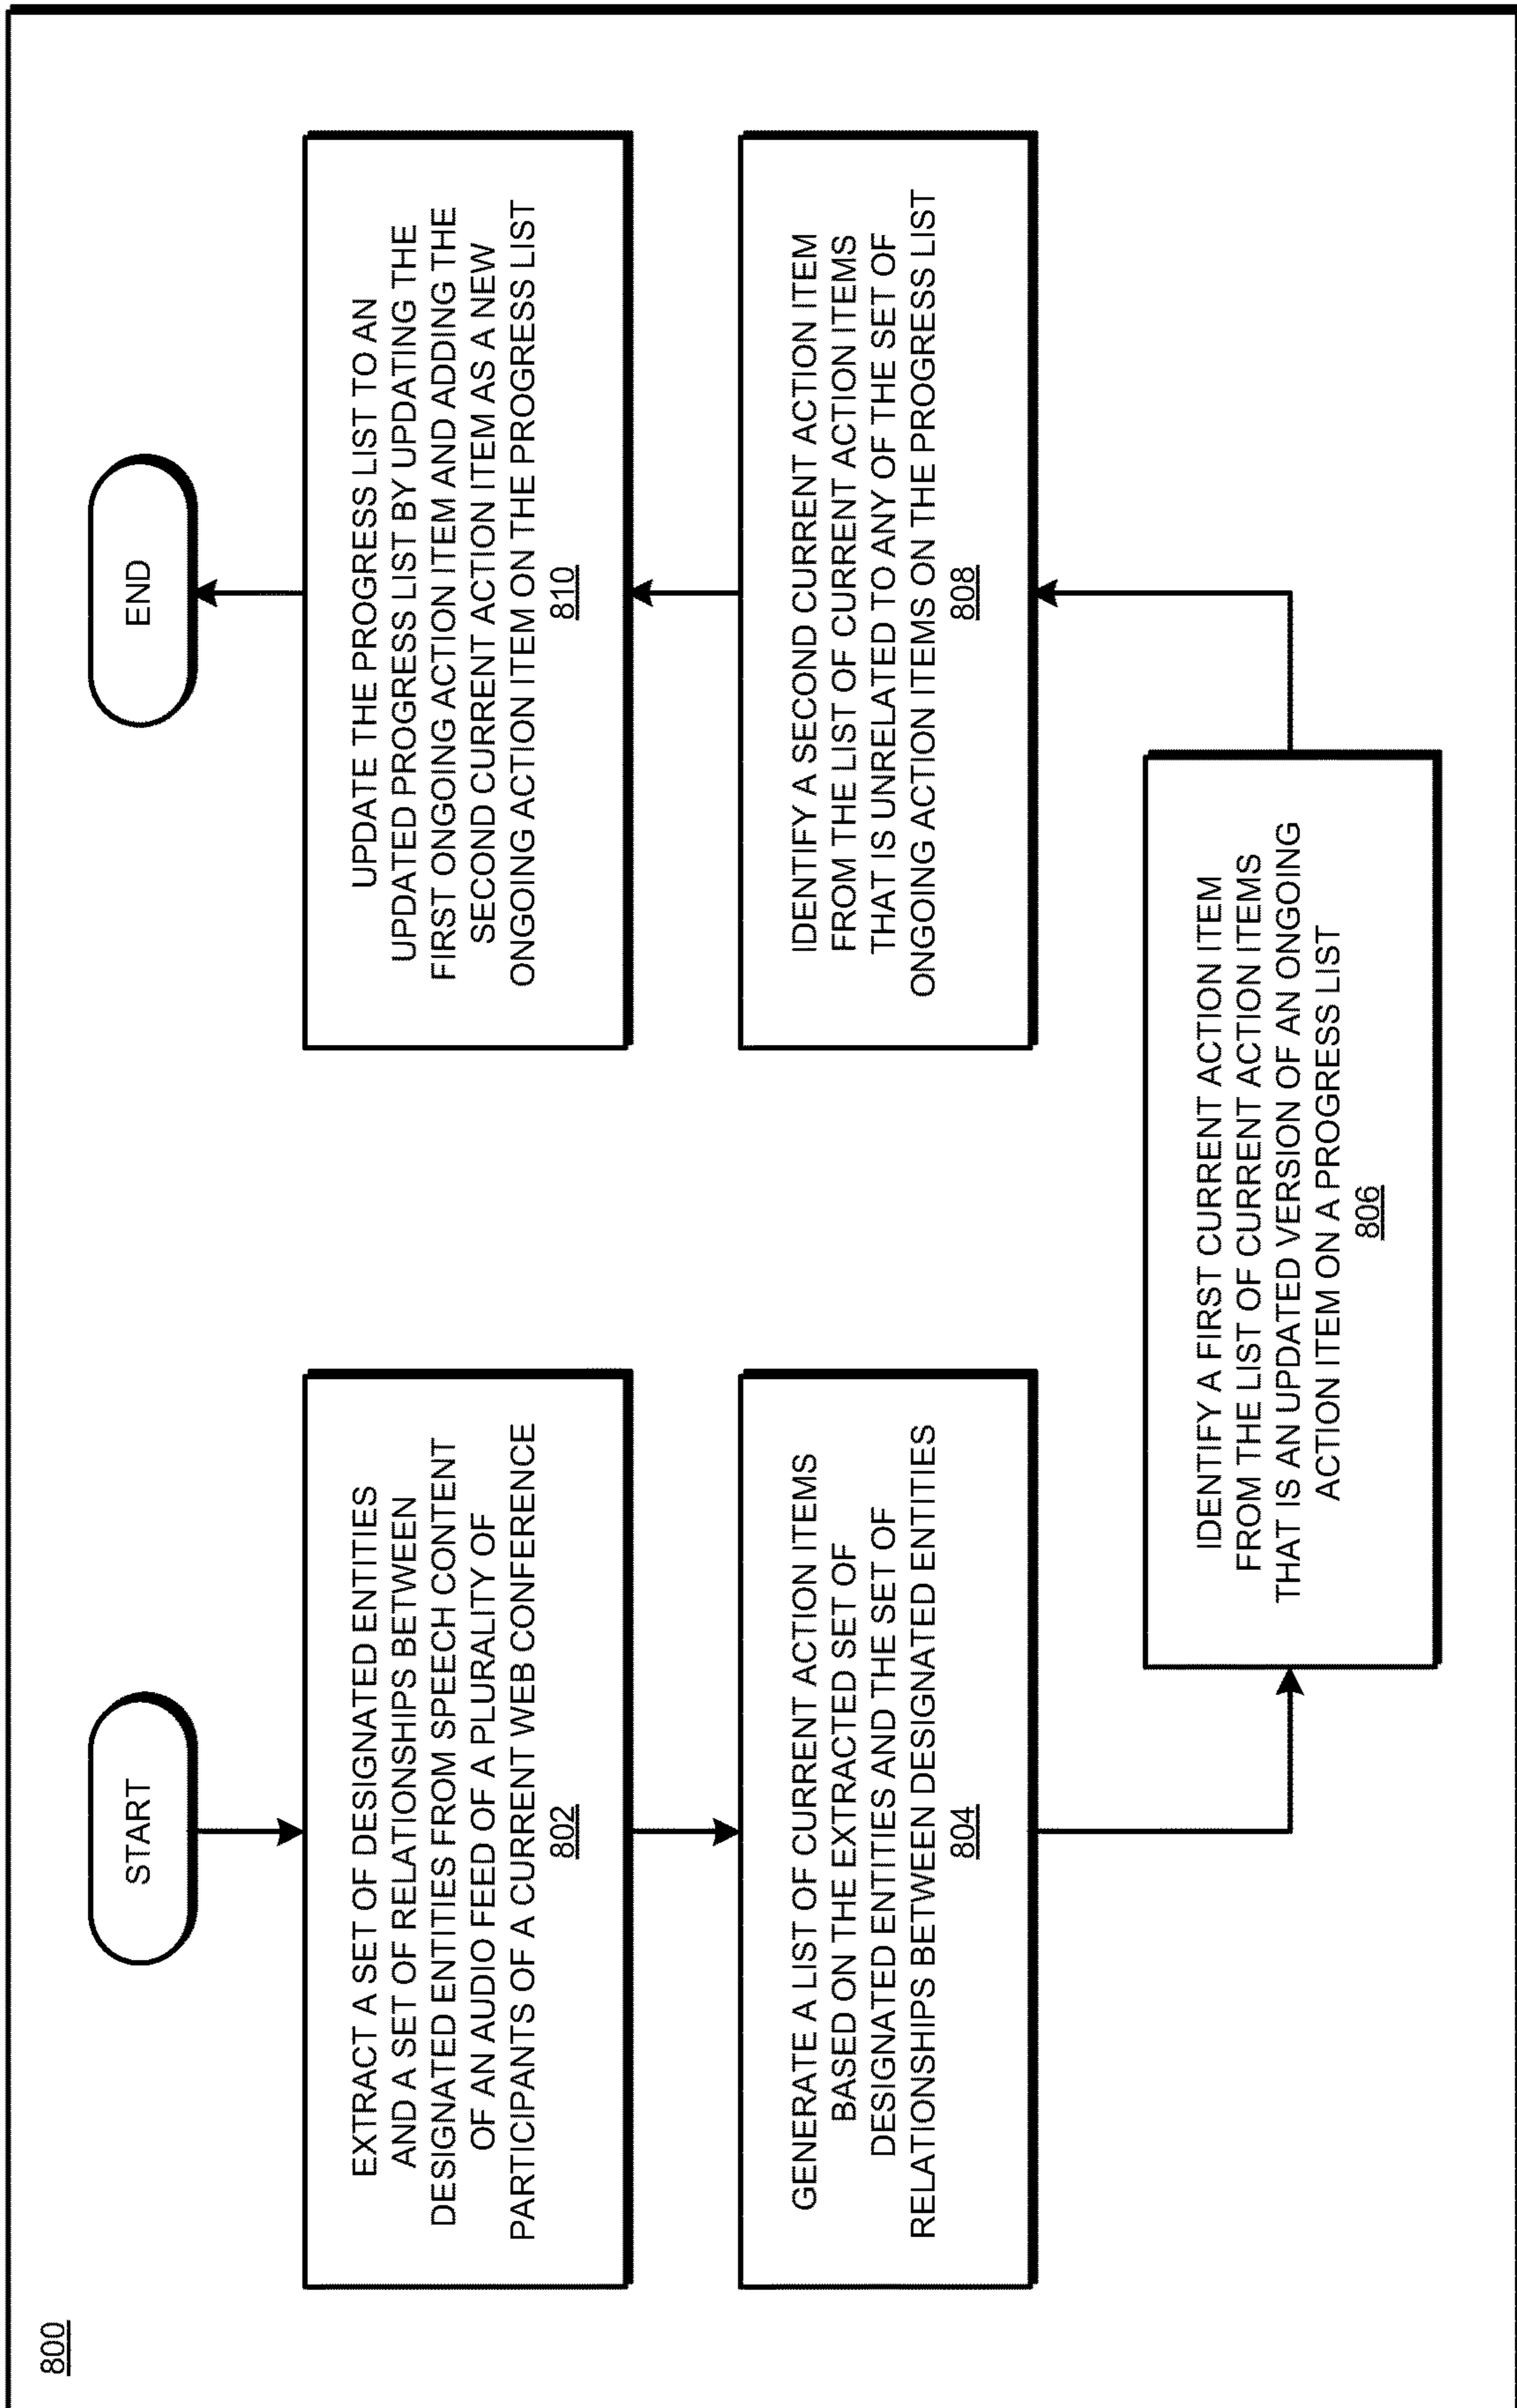 800
START
EXTRACT A SET OF DESIGNATED ENTITIES
AND A SET OF RELATIONSHIPS BETWEEN
DESIGNATED ENTITIES FROM SPEECH CONTENT
OF AN AUDIO FEED OF A PLURALITY OF
PARTICIPANTS OF A CURRENT WEB CONFERENCE
802
GENERATE A LIST OF CURRENT ACTION ITEMS
BASED ON THE EXTRACTED SET OF
DESIGNATED ENTITIES AND THE SET OF
RELATIONSHIPS BETWEEN DESIGNATED ENTITIES
804
IDENTIFY A FIRST CURRENT ACTION ITEM
FROM THE LIST OF CURRENT ACTION ITEMS
THAT IS AN UPDATED VERSION OF AN ONGOING
ACTION ITEM ON A PROGRESS LIST
806
IDENTIFY A SECOND CURRENT ACTION ITEM
FROM THE LIST OF CURRENT ACTION ITEMS
THAT IS UNRELATED TO ANY OF THE SET OF
ONGOING ACTION ITEMS ON THE PROGRESS LIST
808
UPDATE THE PROGRESS LIST TO AN
UPDATED PROGRESS LIST BY UPDATING THE
FIRST ONGOING ACTION ITEM AND ADDING THE
SECOND CURRENT ACTION ITEM AS A NEW
ONGOING ACTION ITEM ON THE PROGRESS LIST
810
END